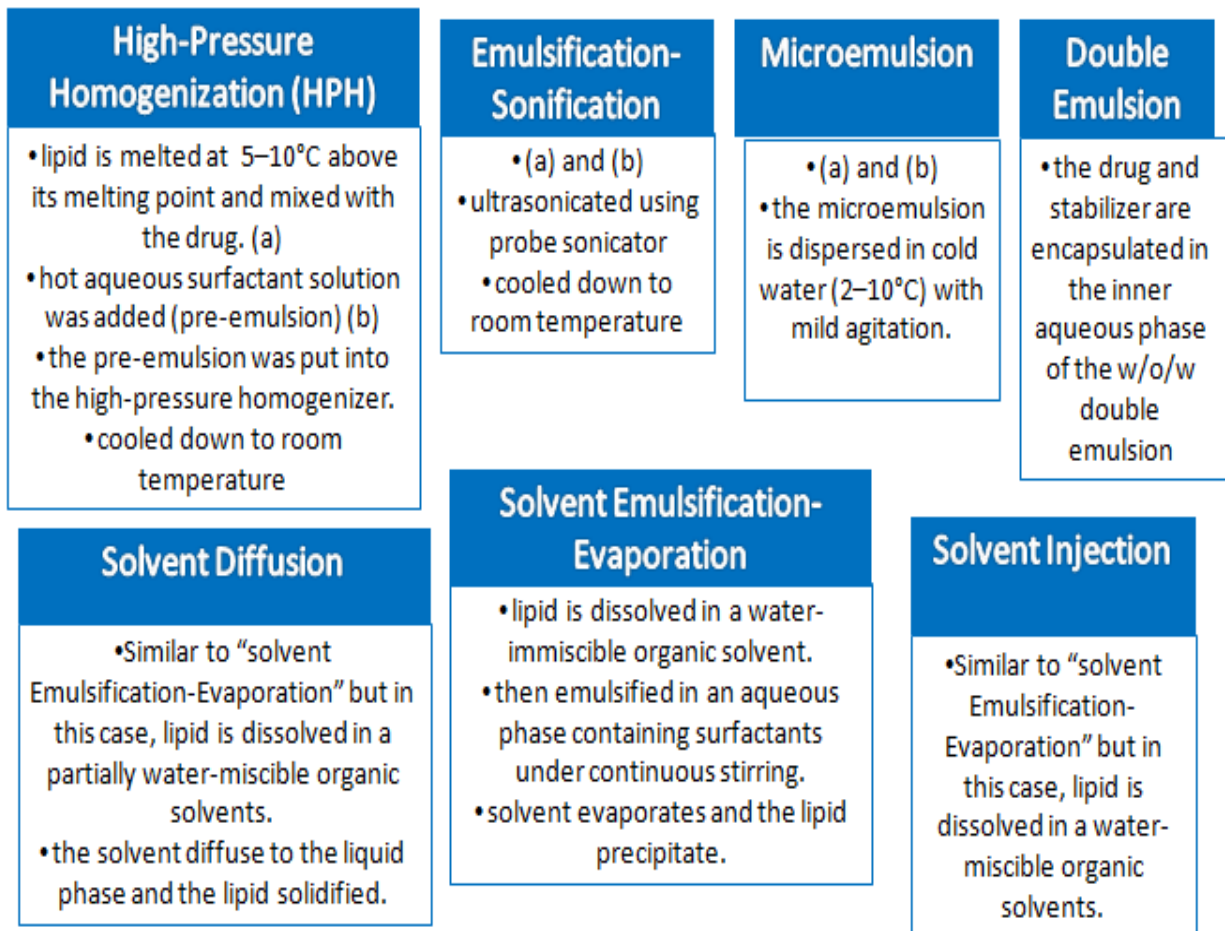 High-Pressure
Homogenization (HPH)
•lipid is melted at 5–10°C above
its melting point and mixed with
the drug. (a)
•hot aqueous surfactant solution
was added (pre-emulsion) (b)
•the pre-emulsion was put into
the high-pressure homogenizer.
•cooled down to room
temperature
Emulsification-
Sonification
•(a) and (b)
•ultrasonicated using
probe sonicator
•cooled down to
room temperature
Microemulsion
•(a) and (b)
•the microemulsion
is dispersed in cold
water (2–10°C) with
mild agitation.
Double
Emulsion
•the drug and
stabilizer are
encapsulated in
the inner
aqueous phase
of the w/o/w
double
emulsion
Solvent Diffusion
•Similar to “solvent
Emulsification-Evaporation” but in
this case, lipid is dissolved in a
partially water-miscible organic
solvents.
•the solvent diffuse to the liquid
phase and the lipid solidified.
Solvent Emulsification-
Evaporation
•lipid is dissolved in a water-
immiscible organic solvent.
•then emulsified in an aqueous
phase containing surfactants
under continuous stirring.
•solvent evaporates and the lipid
precipitate.
Solvent Injection
•Similar to “solvent
Emulsification-
Evaporation” but in
this case, lipid is
dissolved in a water-
miscible organic
solvents.